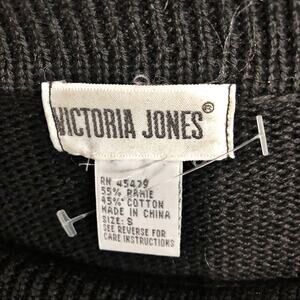 VICTORIA JONES®
RN 45479
55% RAMIE
45% COTTON
MADE IN CHINA
SIZE: S
SEE REVERSE FOR
CARE INSTRUCTIONS